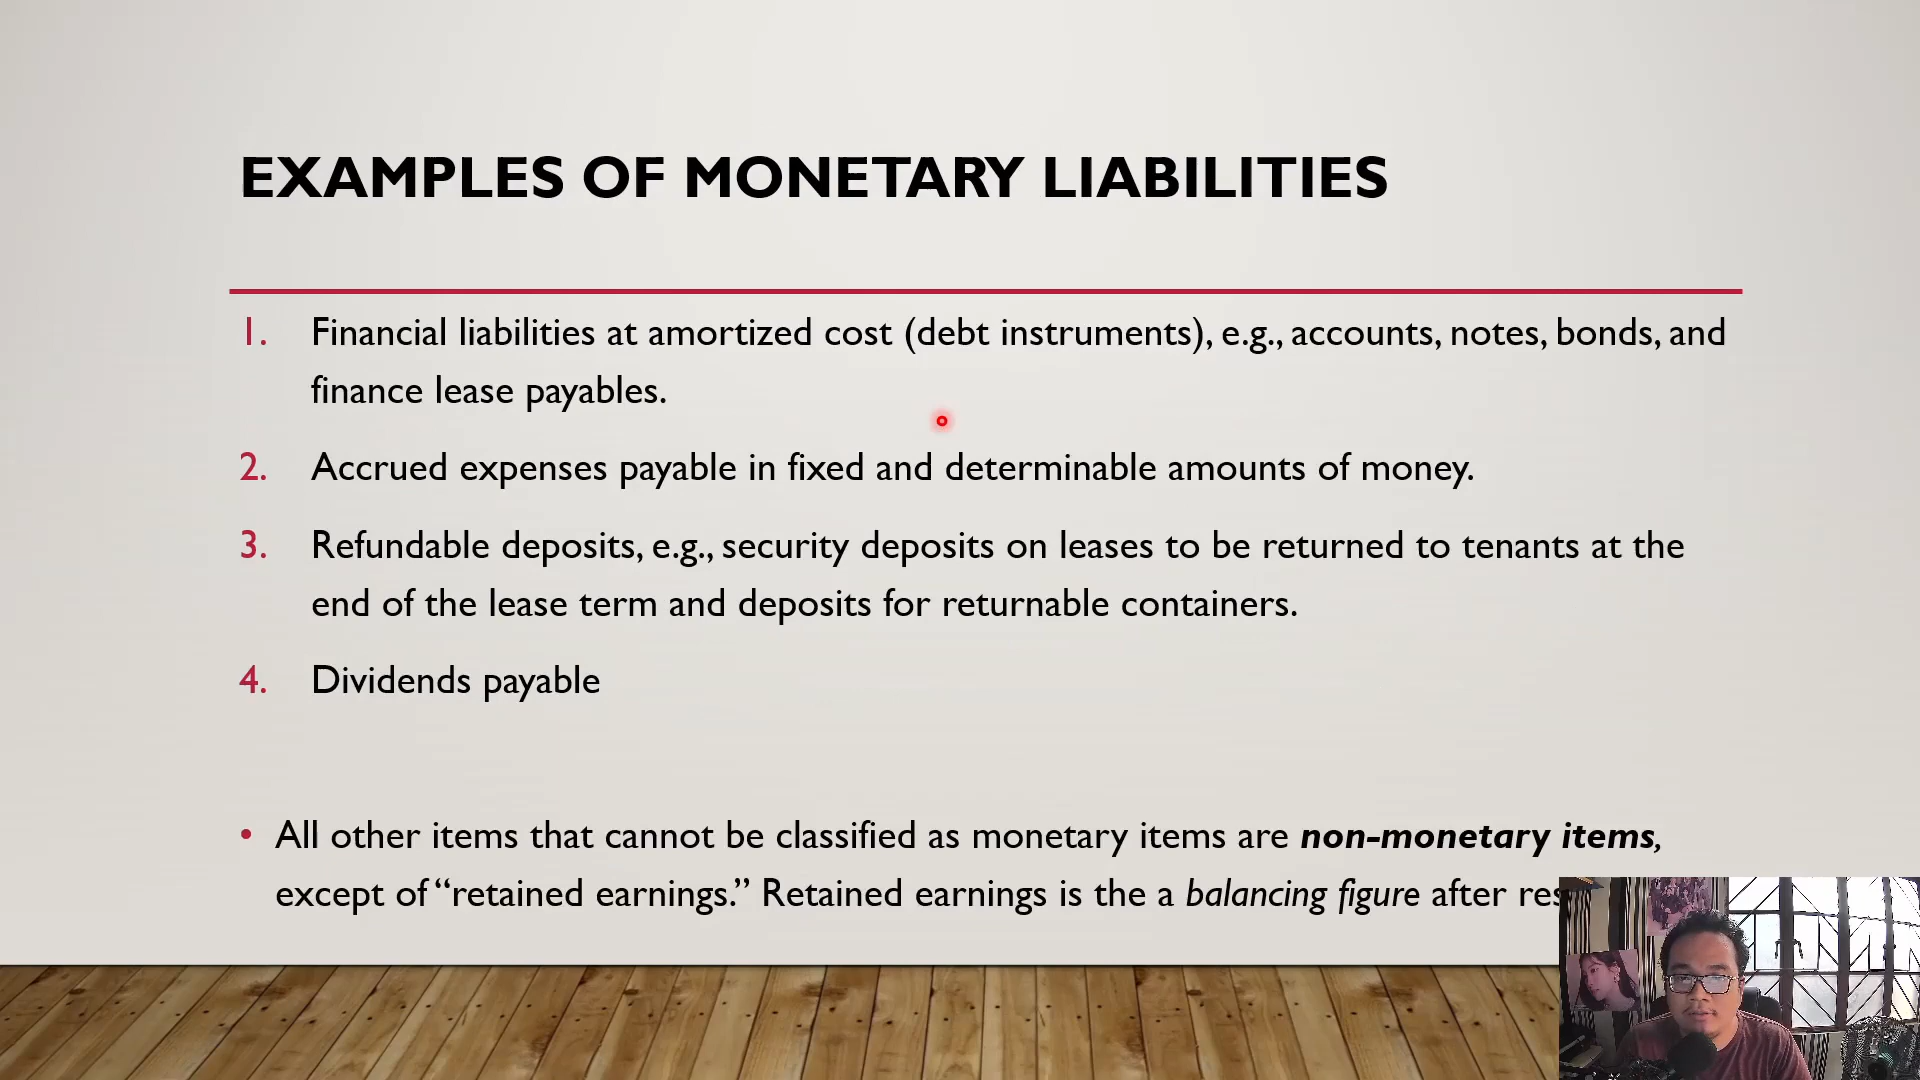 EXAMPLES OF MONETARY LIABILITIES
1. Financial liabilities at amortized cost (debt instruments), e.g., accounts, notes, bonds, and
finance lease payables.
2. Accrued expenses payable in fixed and determinable amounts of money.
3. Refundable deposits, e.g., security deposits on leases to be returned to tenants at the
end of the lease term and deposits for returnable containers.
4. Dividends payable
• All other items that cannot be classified as monetary items are non-monetary items,
except of “retained earnings.” Retained earnings is the a balancing figure after